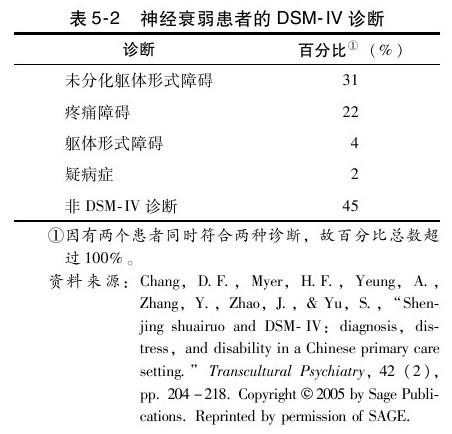 表 5-2　神经衰弱患者的 DSM-IV 诊断
诊断　百分比①（%）
未分化躯体形式障碍　31
疼痛障碍　22
躯体形式障碍　4
疑病症　2
非 DSM-IV 诊断　45
①因有两个患者同时符合两种诊断，故百分比总数超
过 100%。
资料来源：Chang, D. F. , Myer, H. F. , Yeung, A. ,
Zhang, Y. , Zhao, J. , & Yu, S. , “Shen-
jing shuairuo and DSM-IV: diagnosis, dis-
tress, and disability in a Chinese primary care
setting.” Transcultural Psychiatry, 42 (2),
pp. 204-218. Copyright © 2005 by Sage Publi-
cations. Reprinted by permission of SAGE.